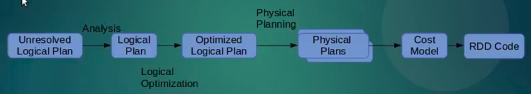 Unresolved
Logical Plan
Analysis
Logical
Plan
Logical
Optimization
Optimized
Logical Plan
Physical
Planning
Physical
Plans
Cost
Model
RDD Code